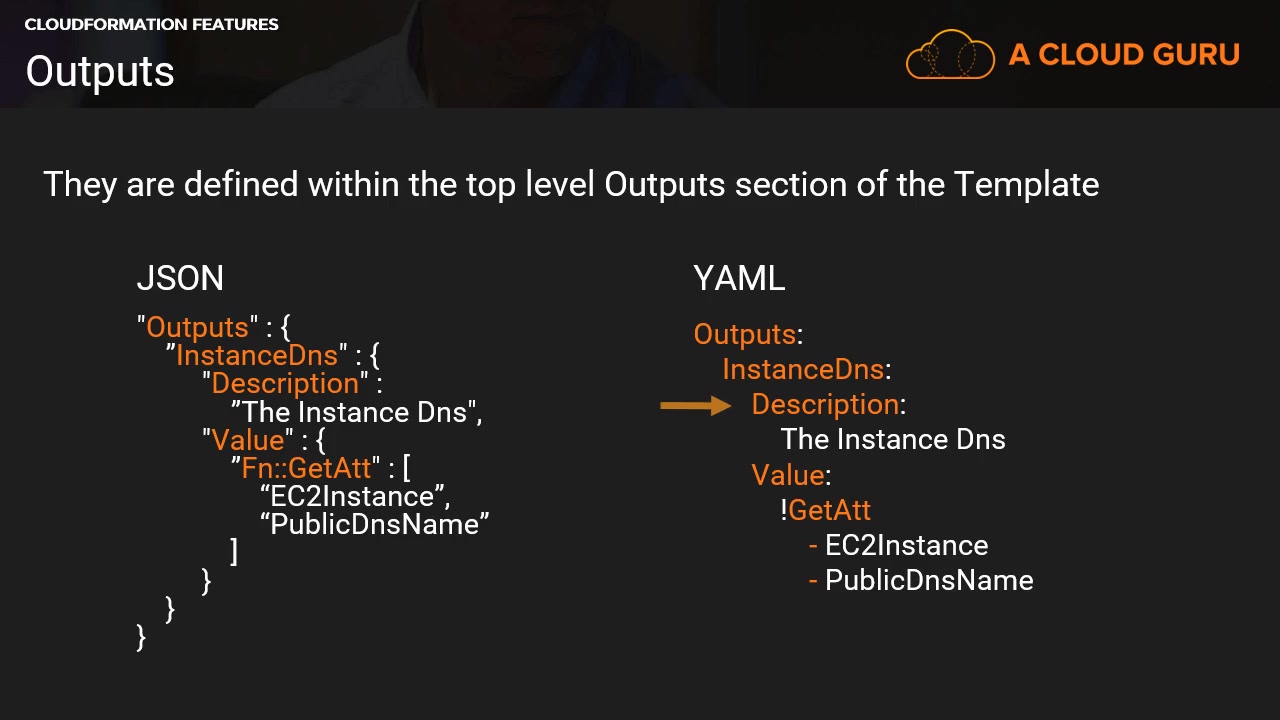 CLOUDFORMATION FEATURES
Outputs
A CLOUD GURU
They are defined within the top level Outputs section of the Template
JSON
"Outputs" : {
”InstanceDns" : {
"Description" :
”The Instance Dns",
"Value" : {
”Fn::GetAtt" : [
“EC2Instance”,
“PublicDnsName”
]
}
}
}
YAML
Outputs:
InstanceDns:
Description:
The Instance Dns
Value:
!GetAtt
- EC2Instance
- PublicDnsName